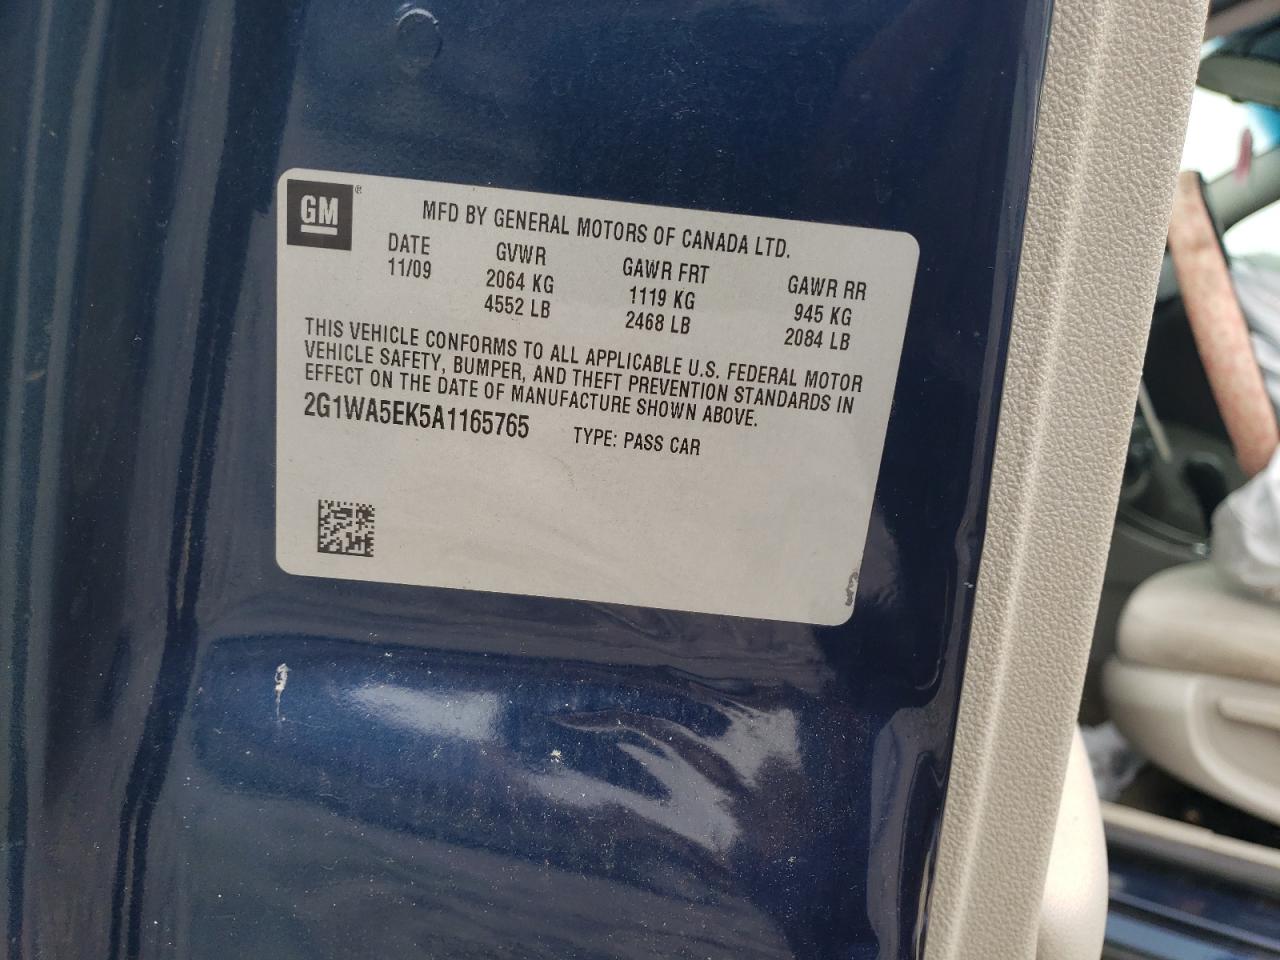 GM ®
MFD BY GENERAL MOTORS OF CANADA LTD.
DATE GVWR GAWR FRT GAWR RR
11/09 2064 KG 1119 KG 945 KG
4552 LB 2468 LB 2084 LB
THIS VEHICLE CONFORMS TO ALL APPLICABLE U.S. FEDERAL MOTOR
VEHICLE SAFETY, BUMPER, AND THEFT PREVENTION STANDARDS IN
EFFECT ON THE DATE OF MANUFACTURE SHOWN ABOVE.
2G1WA5EK5A1165765 TYPE: PASS CAR